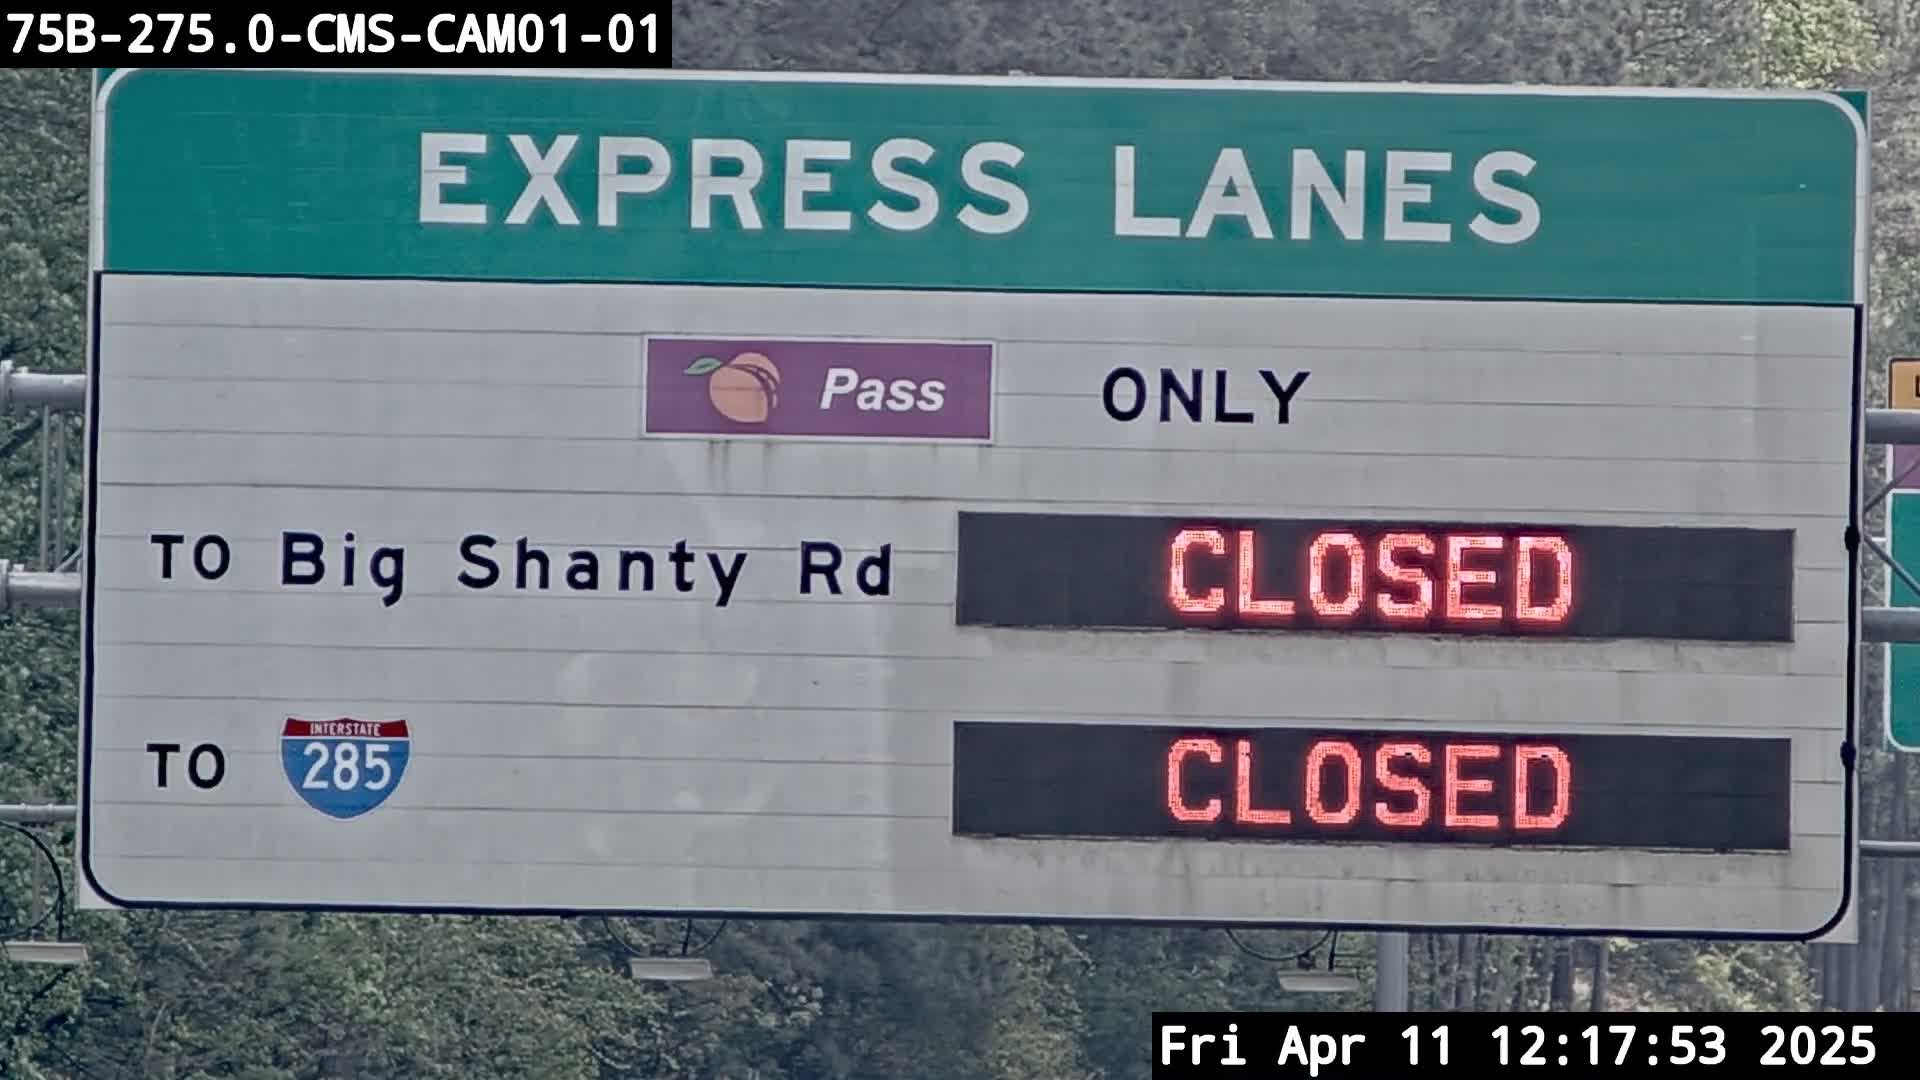 75B-275.0-CMS-CAM01-01
EXPRESS LANES
Pass ONLY
TO Big Shanty Rd CLOSED
INTERSTATE
TO 285 CLOSED
Fri Apr 11 12:17:53 2025